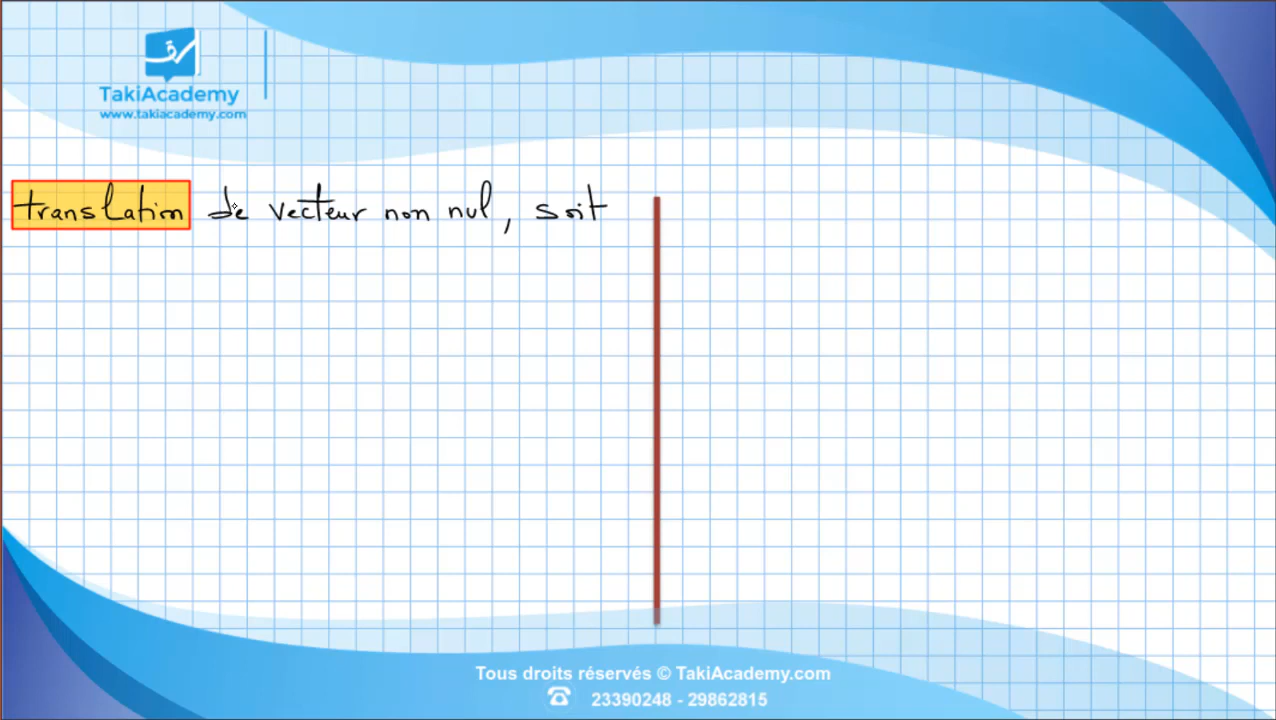 TakiAcademy
www.takiacademy.com
translation de vecteur non nul, soit
Tous droits réservés © TakiAcademy.com
23390248 - 29862815